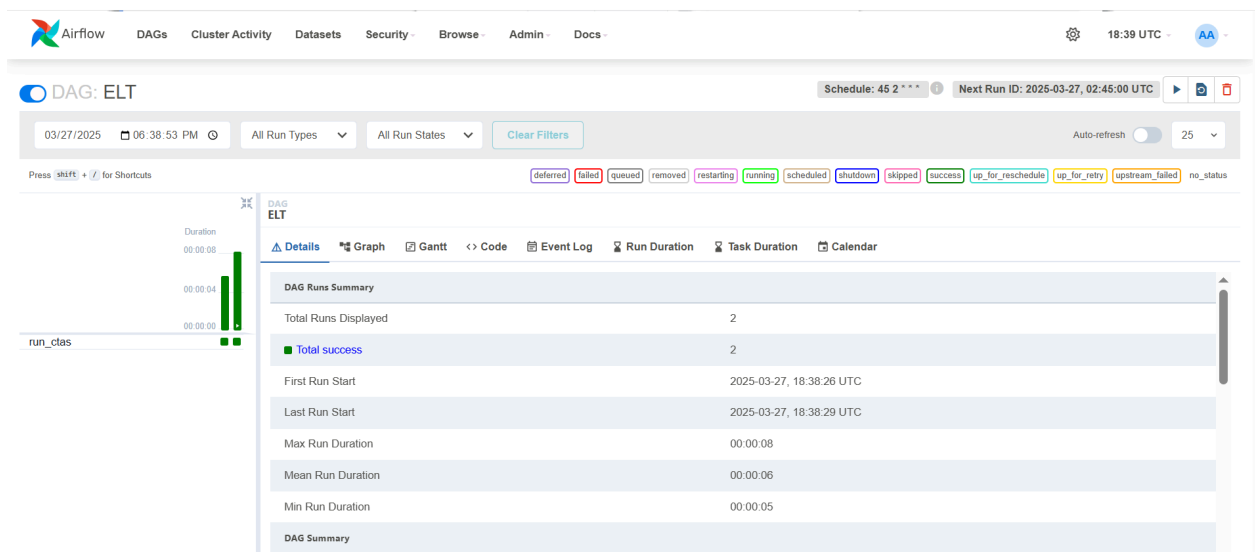 Airflow DAGs Cluster Activity Datasets Security Browse Admin Docs 18:39 UTC AA
DAG: ELT Schedule: 45 2 * * * Next Run ID: 2025-03-27, 02:45:00 UTC
03/27/2025 06:38:53 PM All Run Types All Run States Clear Filters Auto-refresh 25
Press shift + / for Shortcuts deferred failed queued removed restarting running scheduled shutdown skipped success up_for_reschedule up_for_retry upstream_failed no_status
DAG
ELT
Duration
00:00:08
00:00:04
00:00:00
run_ctas
Details Graph Gantt <> Code Event Log Run Duration Task Duration Calendar
DAG Runs Summary
Total Runs Displayed 2
Total success 2
First Run Start 2025-03-27, 18:38:26 UTC
Last Run Start 2025-03-27, 18:38:29 UTC
Max Run Duration 00:00:08
Mean Run Duration 00:00:06
Min Run Duration 00:00:05
DAG Summary